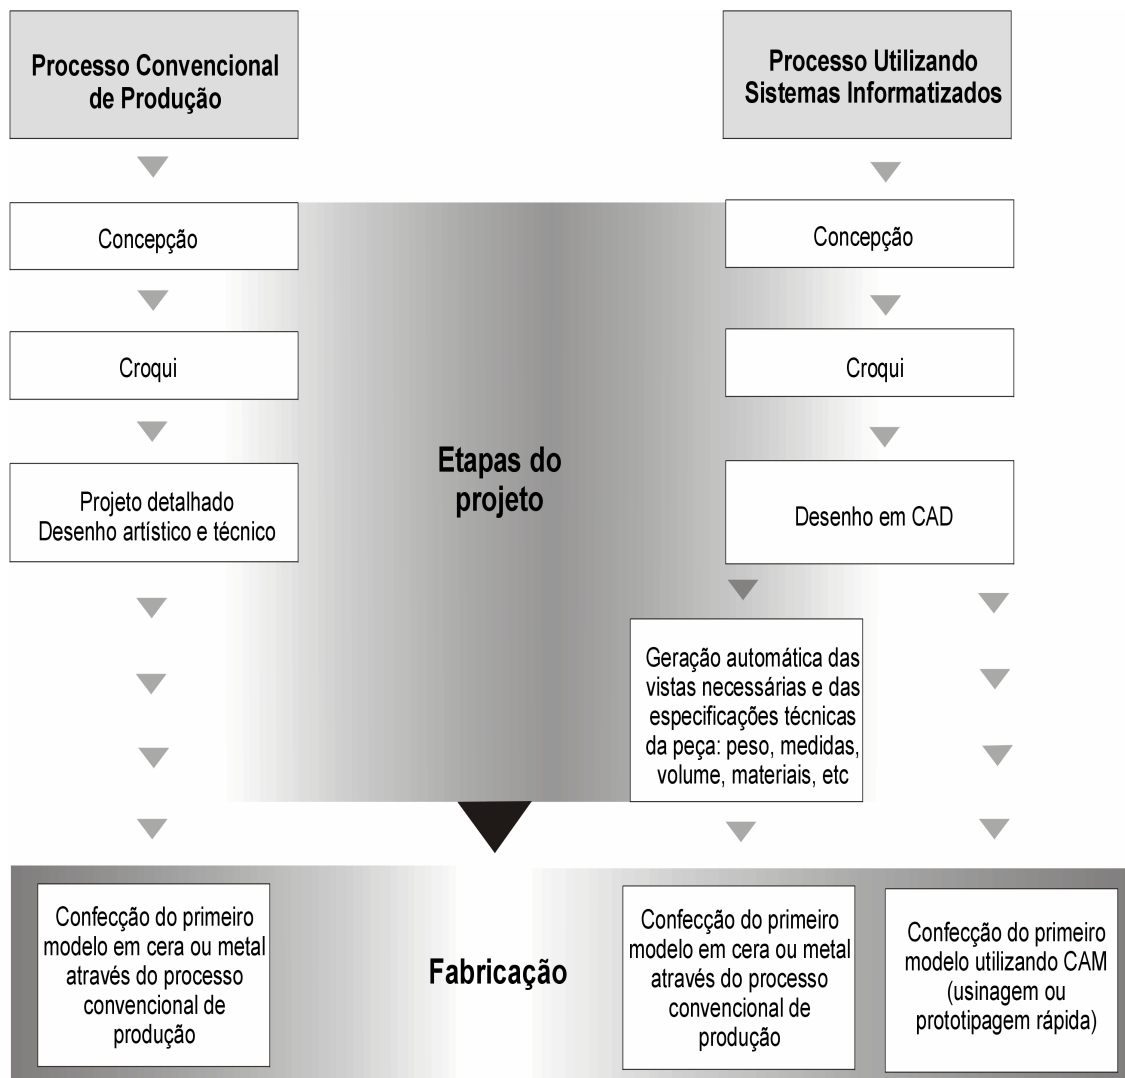 Processo Convencional
de Produção
Processo Utilizando
Sistemas Informatizados
Concepção
Concepção
Croqui
Croqui
Etapas do
projeto
Projeto detalhado
Desenho artístico e técnico
Desenho em CAD
Geração automática das
vistas necessárias e das
especificações técnicas
da peça: peso, medidas,
volume, materiais, etc
Confecção do primeiro
modelo em cera ou metal
através do processo
convencional de
produção
Fabricação
Confecção do primeiro
modelo em cera ou metal
através do processo
convencional de
produção
Confecção do primeiro
modelo utilizando CAM
(usinagem ou
prototipagem rápida)